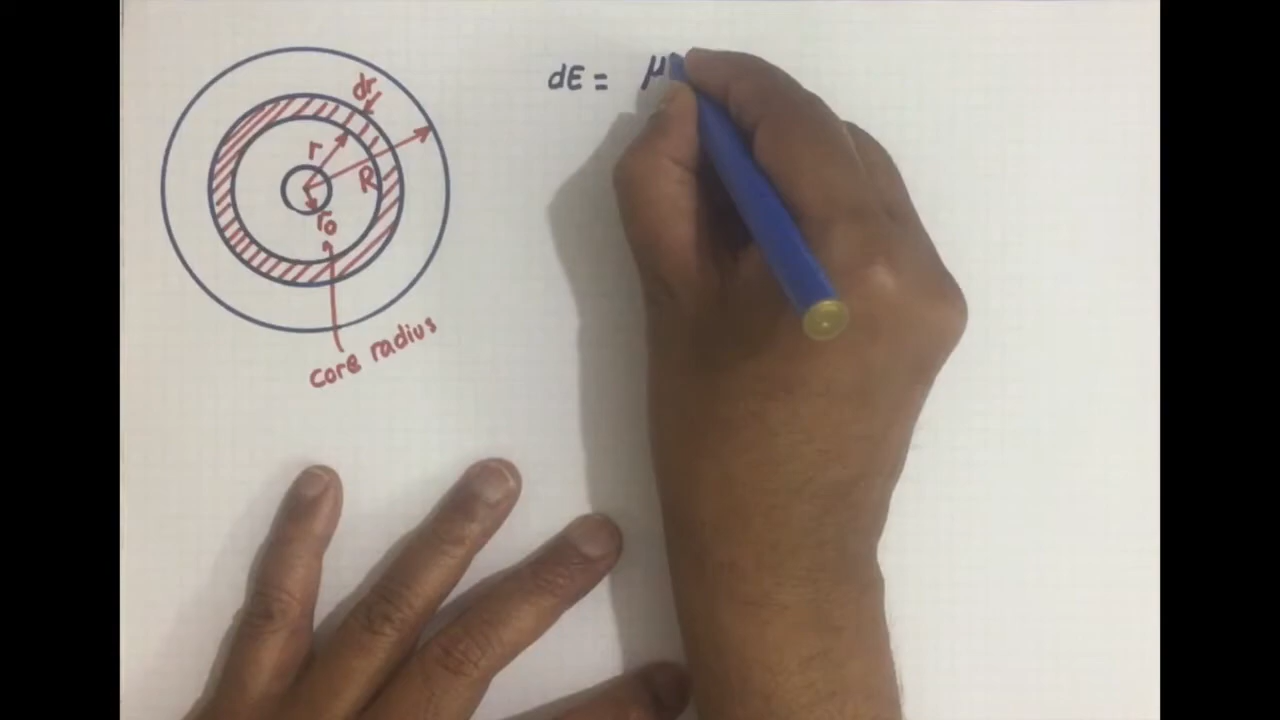 dE = μ
dr
r
R
r₀
core radius